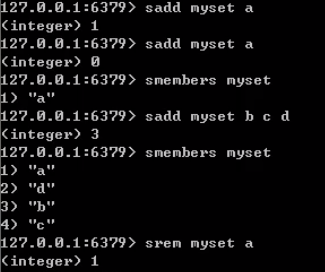 127.0.0.1:6379> sadd myset a
(integer) 1
127.0.0.1:6379> sadd myset a
(integer) 0
127.0.0.1:6379> smembers myset
1) "a"
127.0.0.1:6379> sadd myset b c d
(integer) 3
127.0.0.1:6379> smembers myset
1) "a"
2) "d"
3) "b"
4) "c"
127.0.0.1:6379> srem myset a
(integer) 1